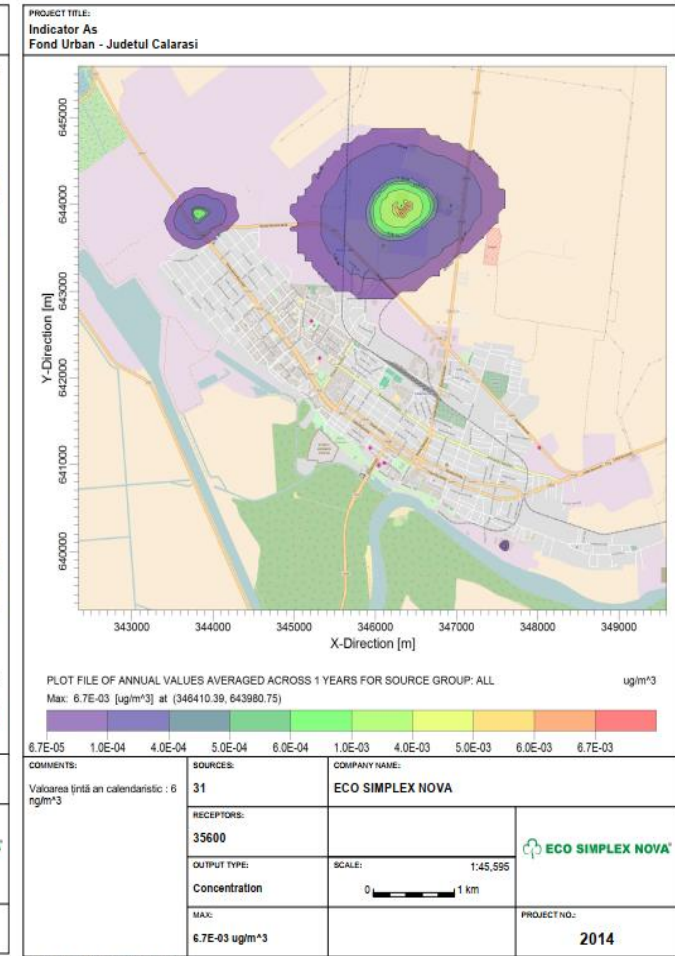 PROJECT TITLE:
Indicator As
Fond Urban - Judetul Calarasi
Y-Direction [m]
645000
644000
643000
642000
641000
640000
343000 344000 345000 346000 347000 348000 349000
X-Direction [m]
PLOT FILE OF ANNUAL VALUES AVERAGED ACROSS 1 YEARS FOR SOURCE GROUP: ALL ug/m^3
Max: 6.7E-03 [ug/m^3] at (346410.39, 643980.75)
6.7E-05 1.0E-04 4.0E-04 5.0E-04 6.0E-04 1.0E-03 4.0E-03 5.0E-03 6.0E-03 6.7E-03
COMMENTS:
Valoarea țintă an calendaristic : 6
ng/m^3
SOURCES:
31
COMPANY NAME:
ECO SIMPLEX NOVA
RECEPTORS:
35600
ECO SIMPLEX NOVA
OUTPUT TYPE:
Concentration
SCALE: 1:45,595
0 1 km
MAX:
6.7E-03 ug/m^3
PROJECT NO.:
2014